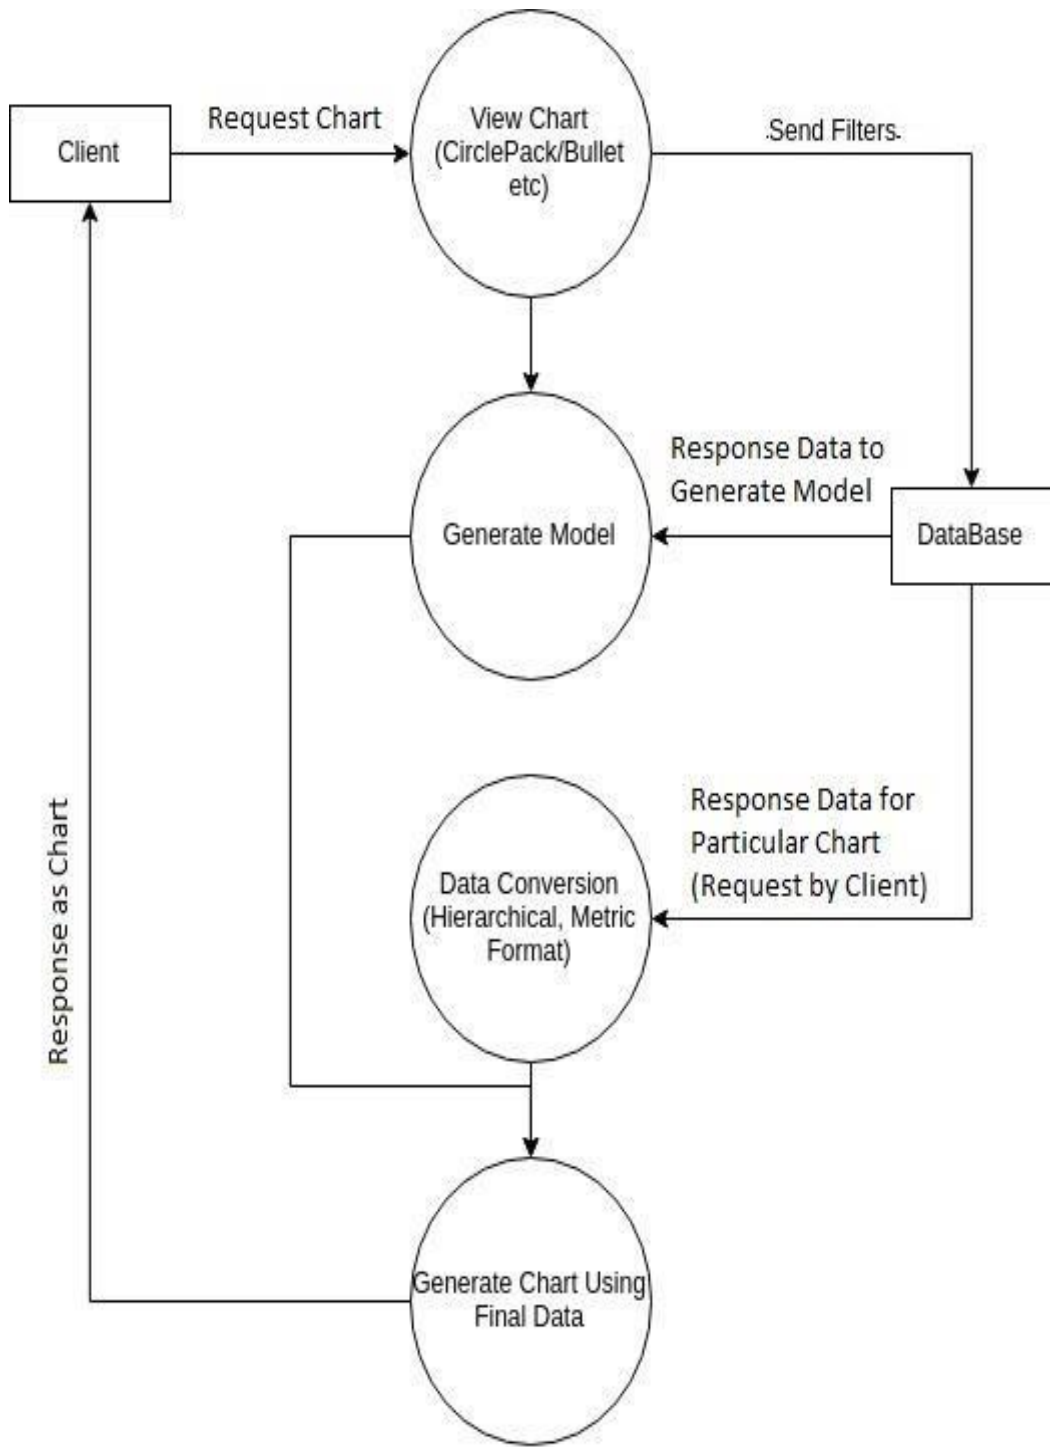 Client
Request Chart
View Chart
(CirclePack/Bullet
etc)
Send Filters
Response Data to
Generate Model
Generate Model
DataBase
Response Data for
Particular Chart
(Request by Client)
Data Conversion
(Hierarchical, Metric
Format)
Response as Chart
Generate Chart Using
Final Data